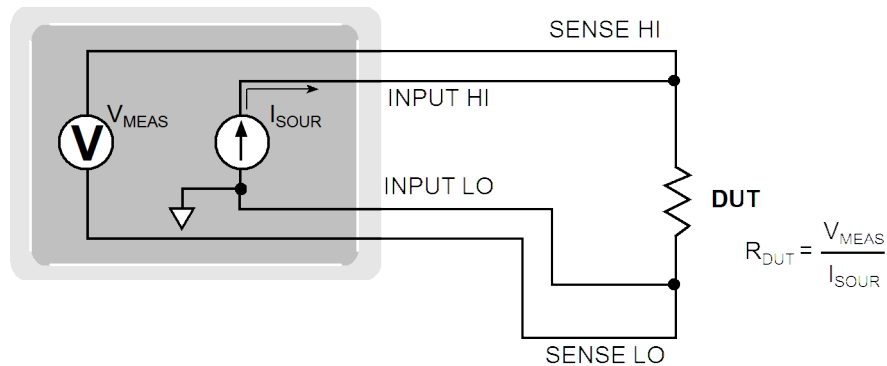 SENSE HI
INPUT HI
V VMEAS ISOUR
INPUT LO
DUT
RDUT = VMEAS / ISOUR
SENSE LO